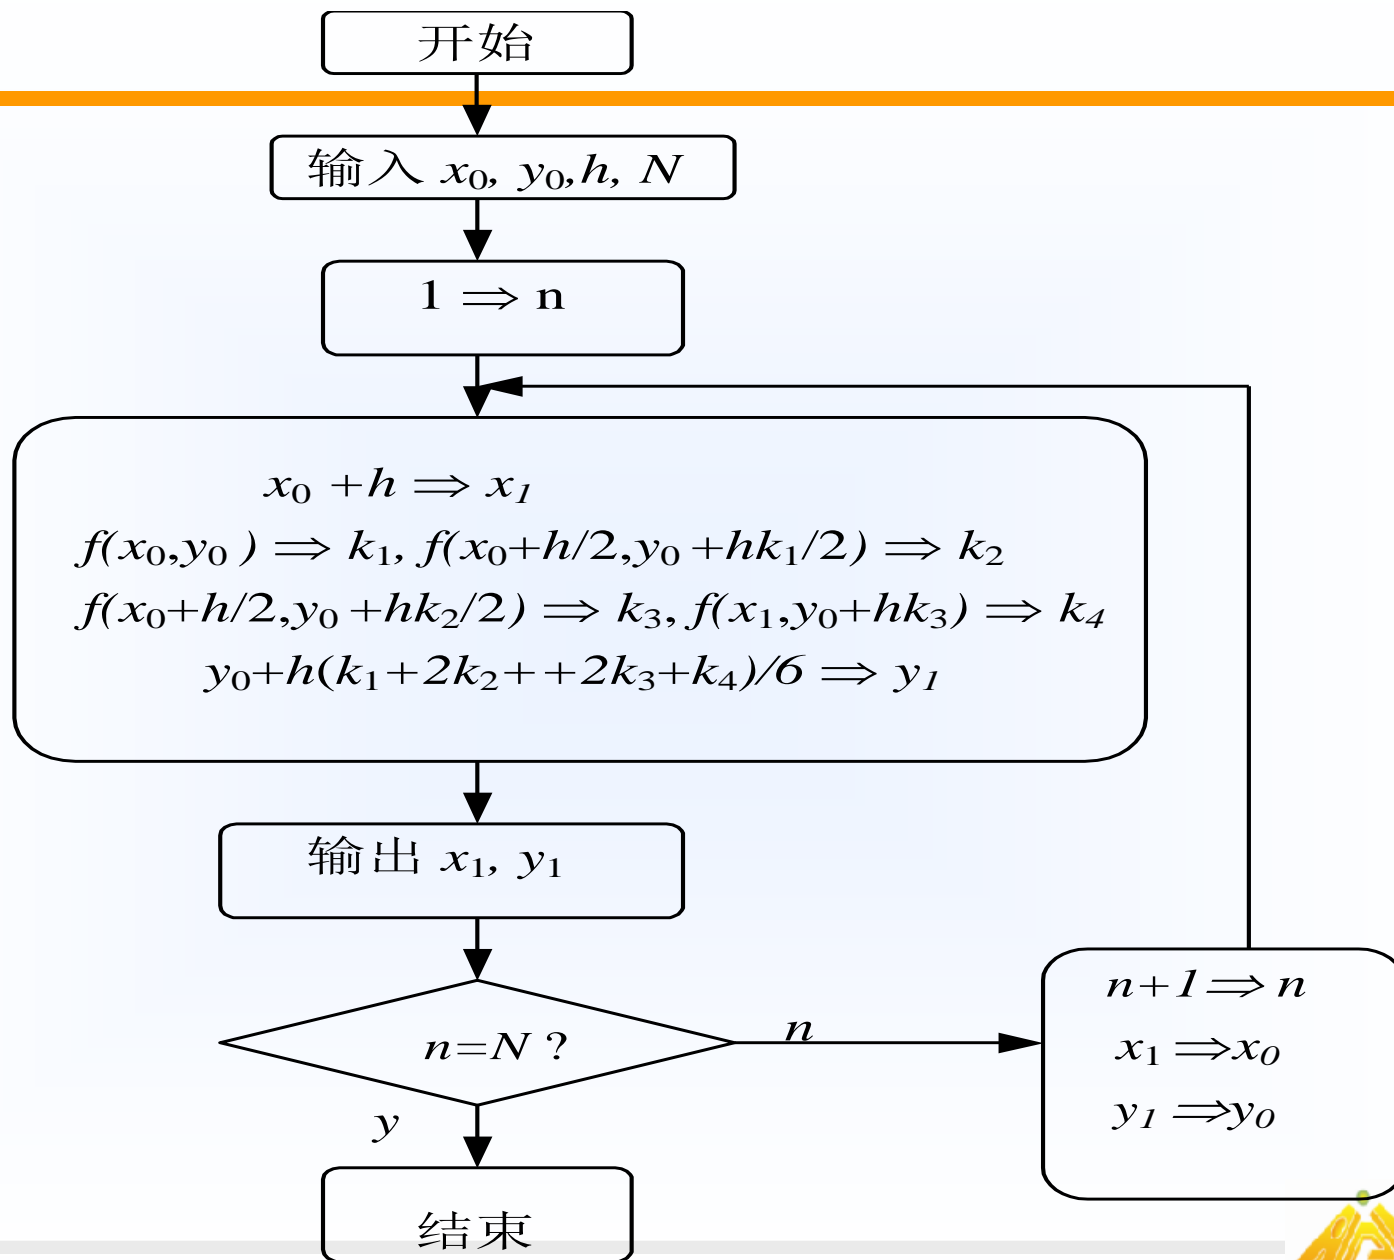 开始
输入 x₀, y₀,h, N
1 ⇒ n
x₀ +h ⇒ x₁
f(x₀,y₀ ) ⇒ k₁, f(x₀+h/2,y₀ +hk₁/2) ⇒ k₂
f(x₀+h/2,y₀ +hk₂/2) ⇒ k₃, f(x₁,y₀+hk₃) ⇒ k₄
y₀+h(k₁+2k₂++2k₃+k₄)/6 ⇒ y₁
输出 x₁, y₁
n=N ?
n
n+1⇒n
x₁ ⇒x₀
y₁ ⇒y₀
y
结束